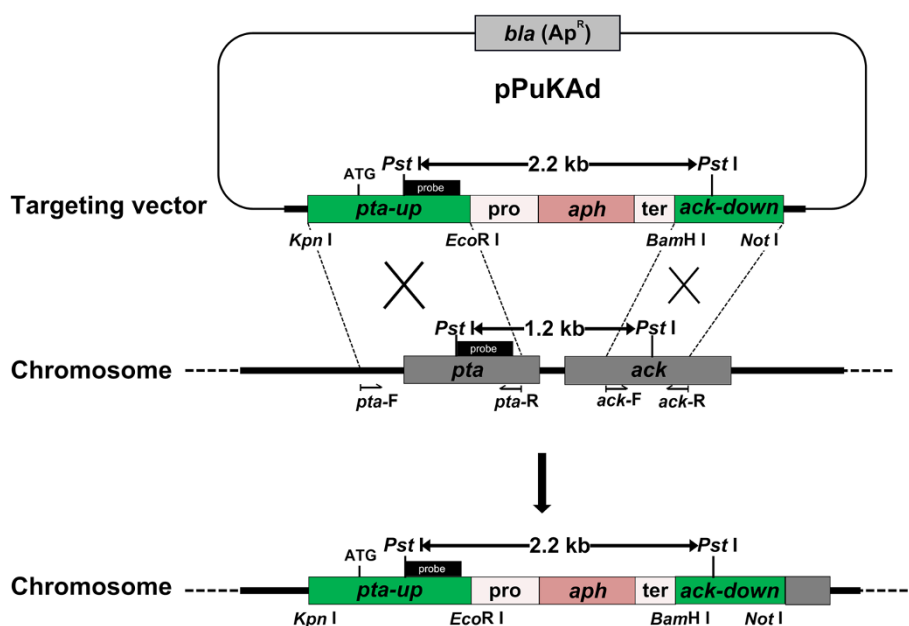 bla (Ap^R)
pPuKAd
Pst I 2.2 kb Pst I
ATG
probe
Targeting vector pta-up pro aph ter ack-down
Kpn I EcoR I BamH I Not I
Pst I 1.2 kb Pst I
probe
Chromosome pta ack
pta-F pta-R ack-F ack-R
Pst I 2.2 kb Pst I
ATG
probe
Chromosome pta-up pro aph ter ack-down
Kpn I EcoR I BamH I Not I